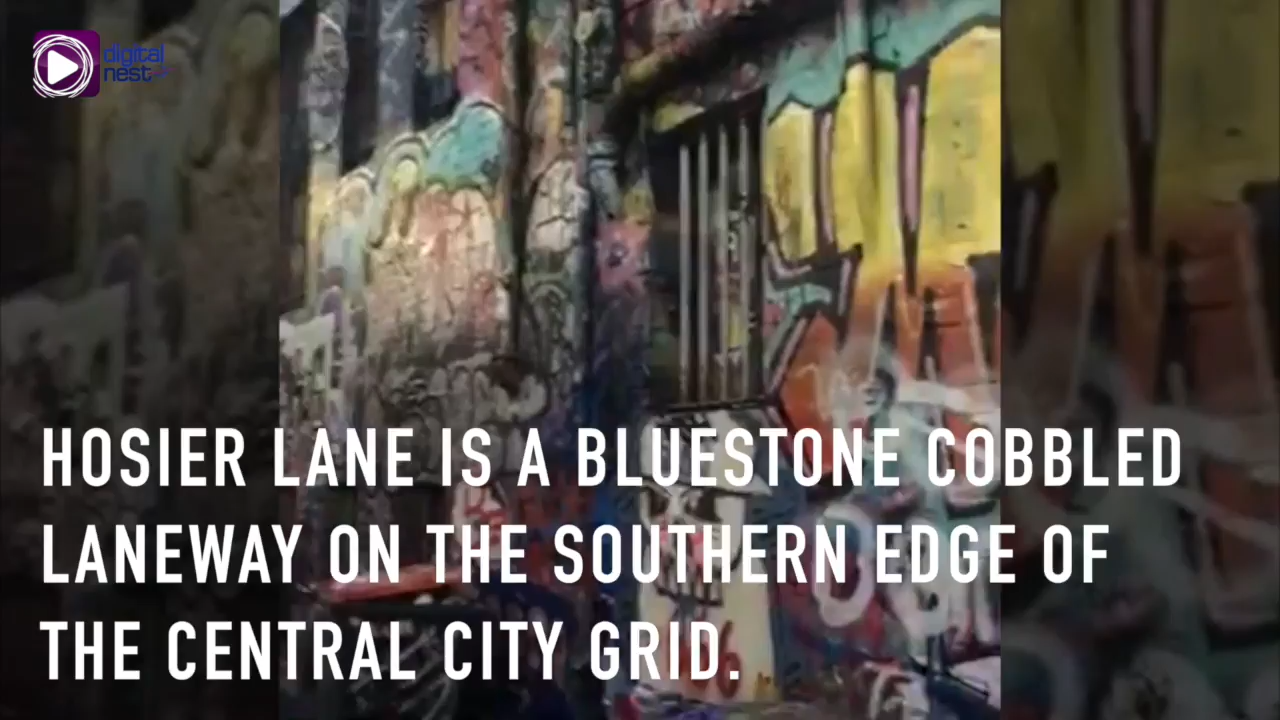 digital
nest
HOSIER LANE IS A BLUESTONE COBBLED
LANEWAY ON THE SOUTHERN EDGE OF
THE CENTRAL CITY GRID.